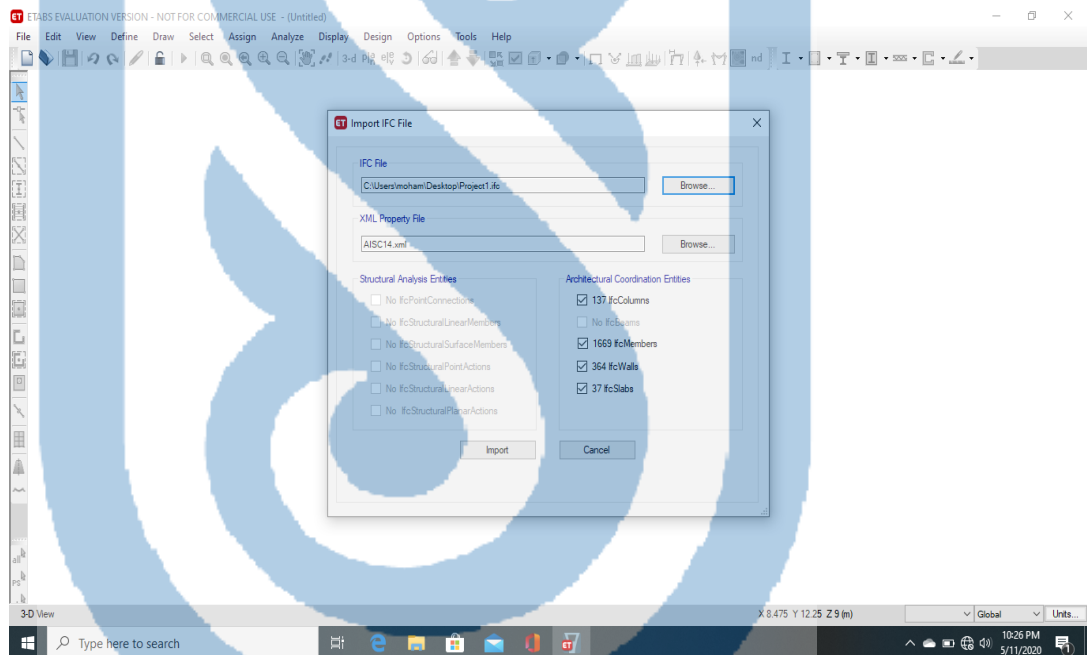 ETABS EVALUATION VERSION - NOT FOR COMMERCIAL USE - (Untitled)
File Edit View Define Draw Select Assign Analyze Display Design Options Tools Help
3-d nd
Import IFC File
IFC File
C:\Users\moham\Desktop\Project1.ifc Browse...
XML Property File
AISC14.xml Browse...
Structural Analysis Entities Architectural Coordination Entities
No IfcPointConnections 137 IfcColumns
No IfcStructuralLinearMembers No IfcBeams
No IfcStructuralSurfaceMembers 1669 IfcMembers
No IfcStructuralPointActions 364 IfcWalls
No IfcStructuralLinearActions 37 IfcSlabs
No IfcStructuralPlanarActions
Import Cancel
all
ps
3-D View X 8.475 Y 12.25 Z 9 (m) Global Units...
Type here to search 10:26 PM
5/11/2020